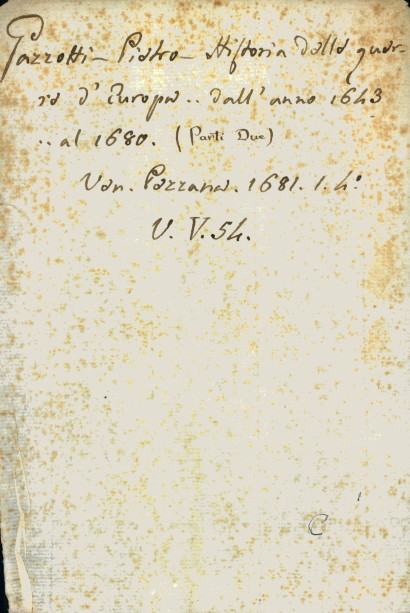 Gazzotti - Pietro - Historia delle guer-
re d'Europa .. dall'anno 1643
.. al 1680. (Parti Due)
Ven. Pezzana. 1681. 1. 4.º
V. V. 54.
C